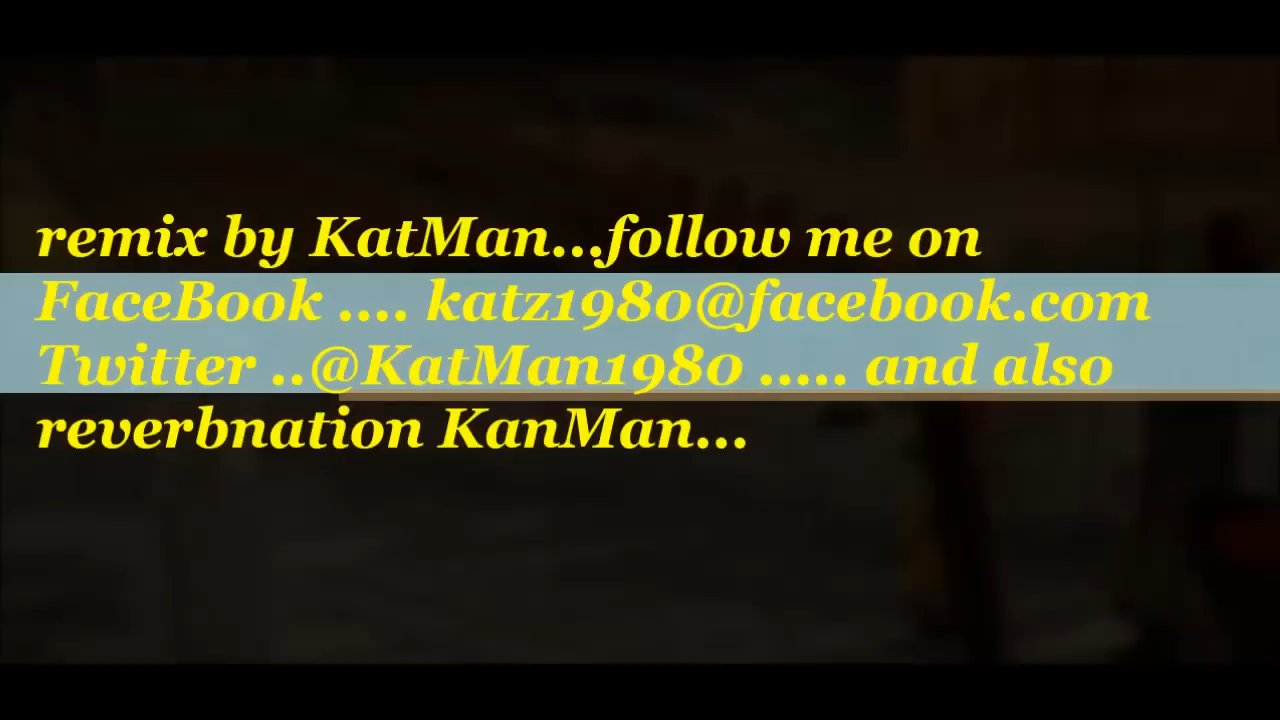 remix by KatMan...follow me on
FaceBook .... katz1980@facebook.com
Twitter ..@KatMan1980 ..... and also
reverbnation KanMan...